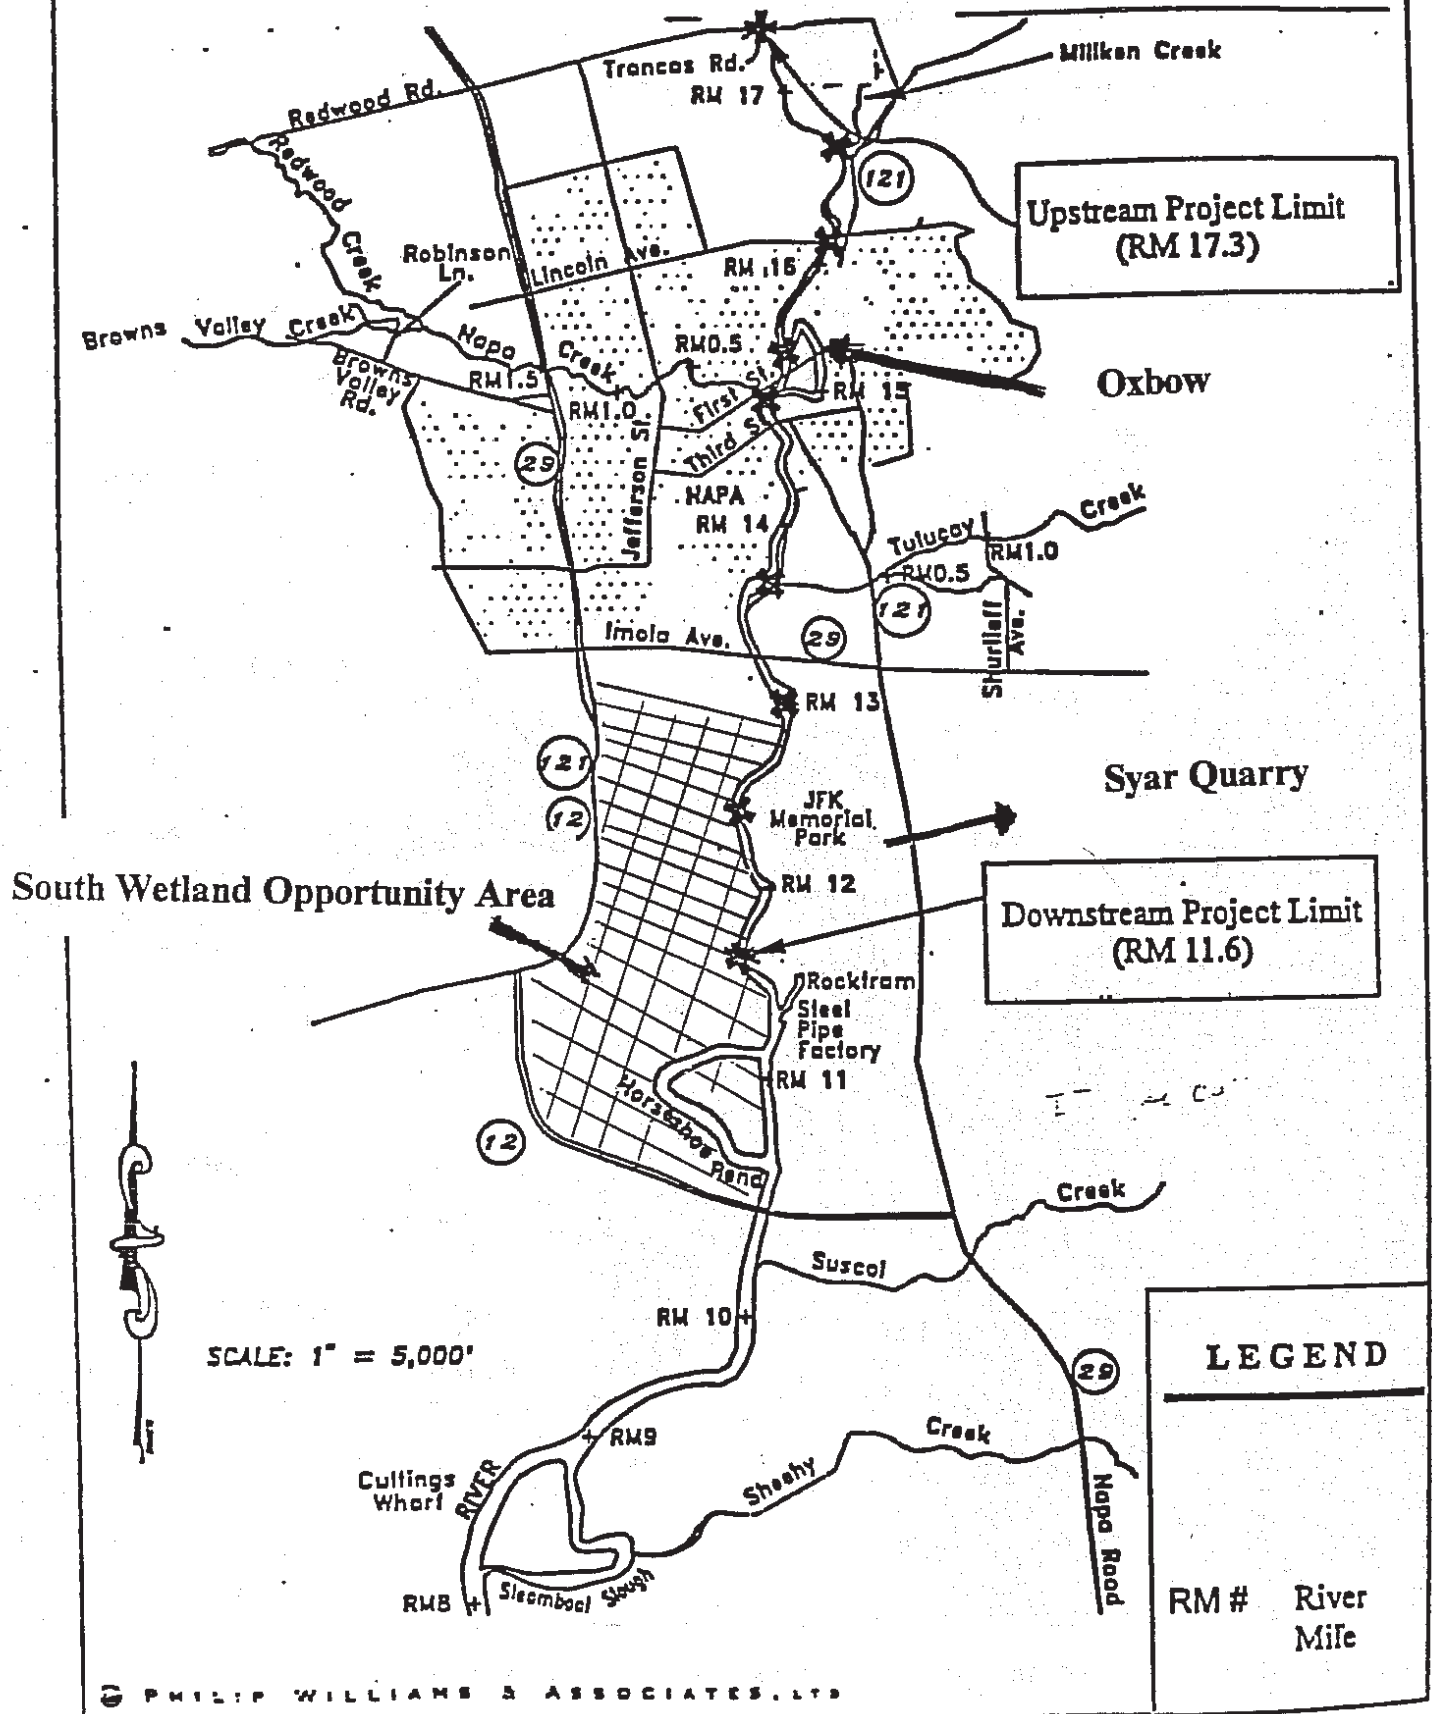 Milliken Creek
Trancas Rd.
RM 17
Redwood Rd.
Redwood
Creek
121
Upstream Project Limit
(RM 17.3)
Robinson
Ln.
Lincoln Ave.
RM 16
Browns Valley Creek
Napa
Creek
RM0.5
Browns
Valley
Rd.
RM1.5
RM1.0
First St.
RM 15
Oxbow
Third St.
29
Jefferson St.
NAPA
RM 14
Tulucay
Creek
RM1.0
RM0.5
121
Imola Ave.
29
Shurtleff
Ave.
RM 13
121
12
Syar Quarry
JFK
Memorial
Park
South Wetland Opportunity Area
RM 12
Downstream Project Limit
(RM 11.6)
Rocktram
Steel
Pipe
Factory
RM 11
Horseshoe
Bend
12
Creek
Suscol
RM 10
SCALE: 1" = 5,000'
29
LEGEND
RM9
Creek
Cuttings
Wharf
RIVER
Sheehy
Napa Road
RM8
Steamboat Slough
RM # River
Mile
PHILIP WILLIAMS & ASSOCIATES, LTD